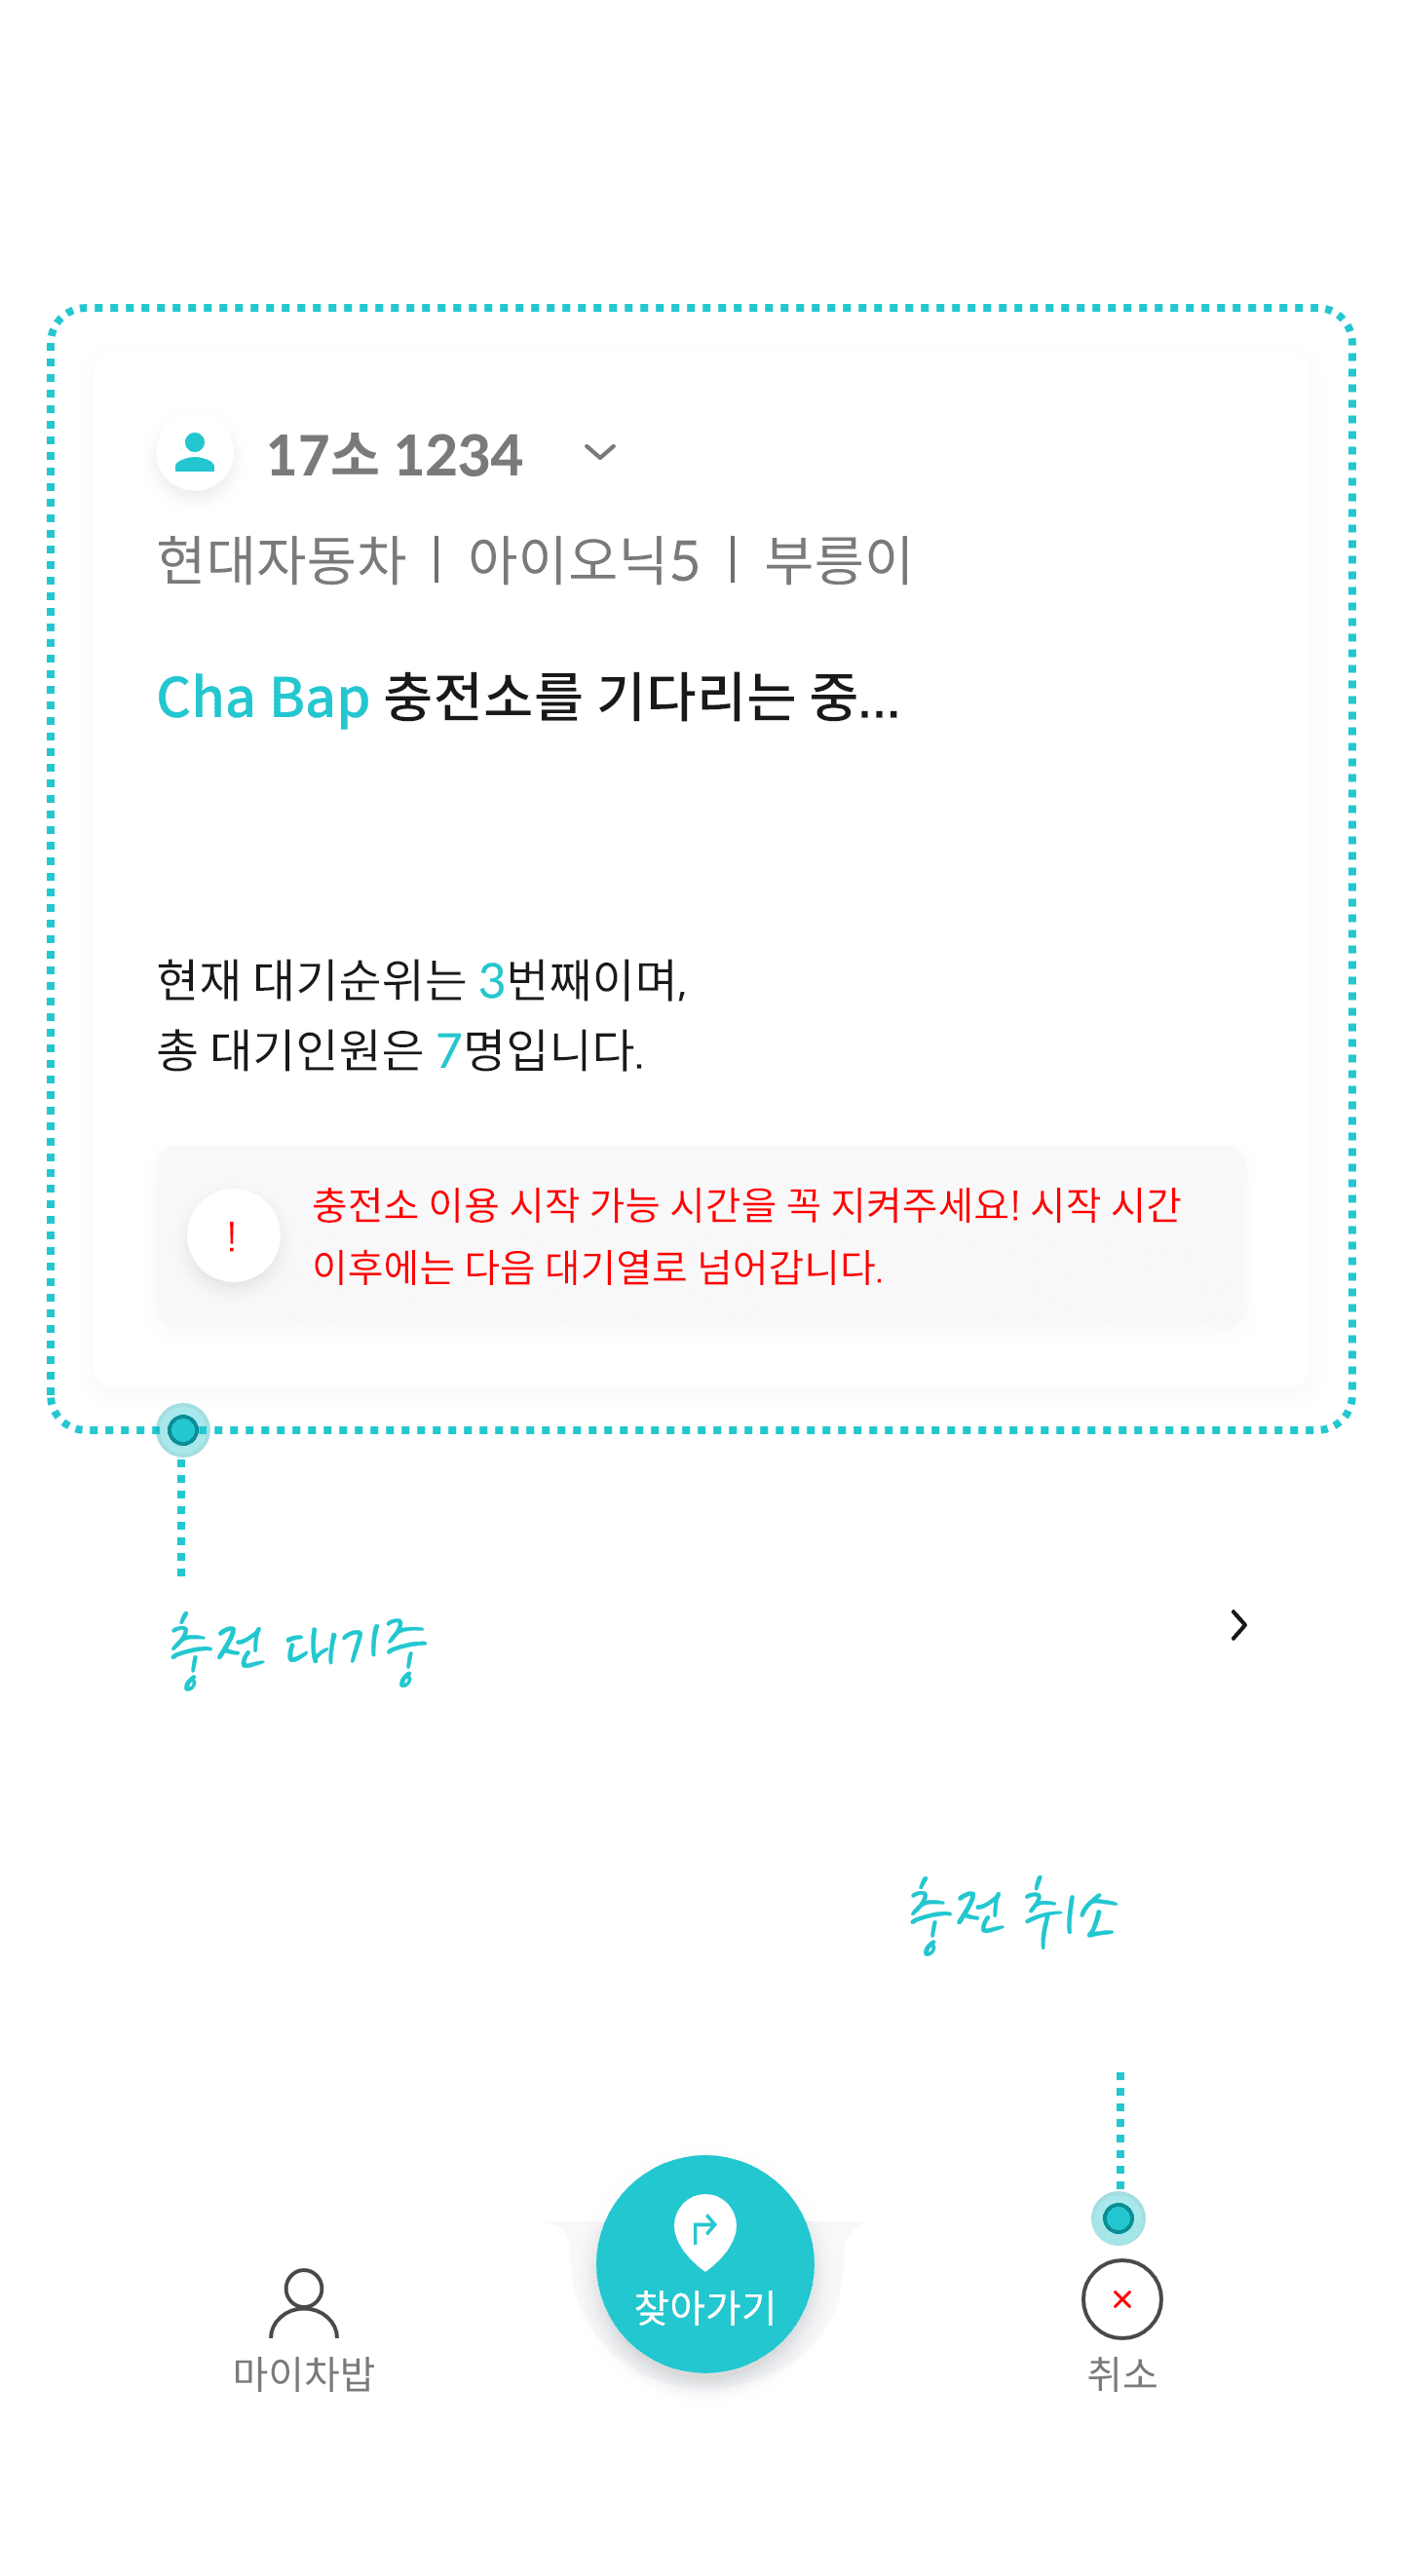 17소 1234
현대자동차 | 아이오닉5 | 부릉이
Cha Bap 충전소를 기다리는 중...
현재 대기순위는 3번째이며,
총 대기인원은 7명입니다.
! 충전소 이용 시작 가능 시간을 꼭 지켜주세요! 시작 시간
이후에는 다음 대기열로 넘어갑니다.
충전 대기중
충전 취소
찾아가기
마이차밥
취소